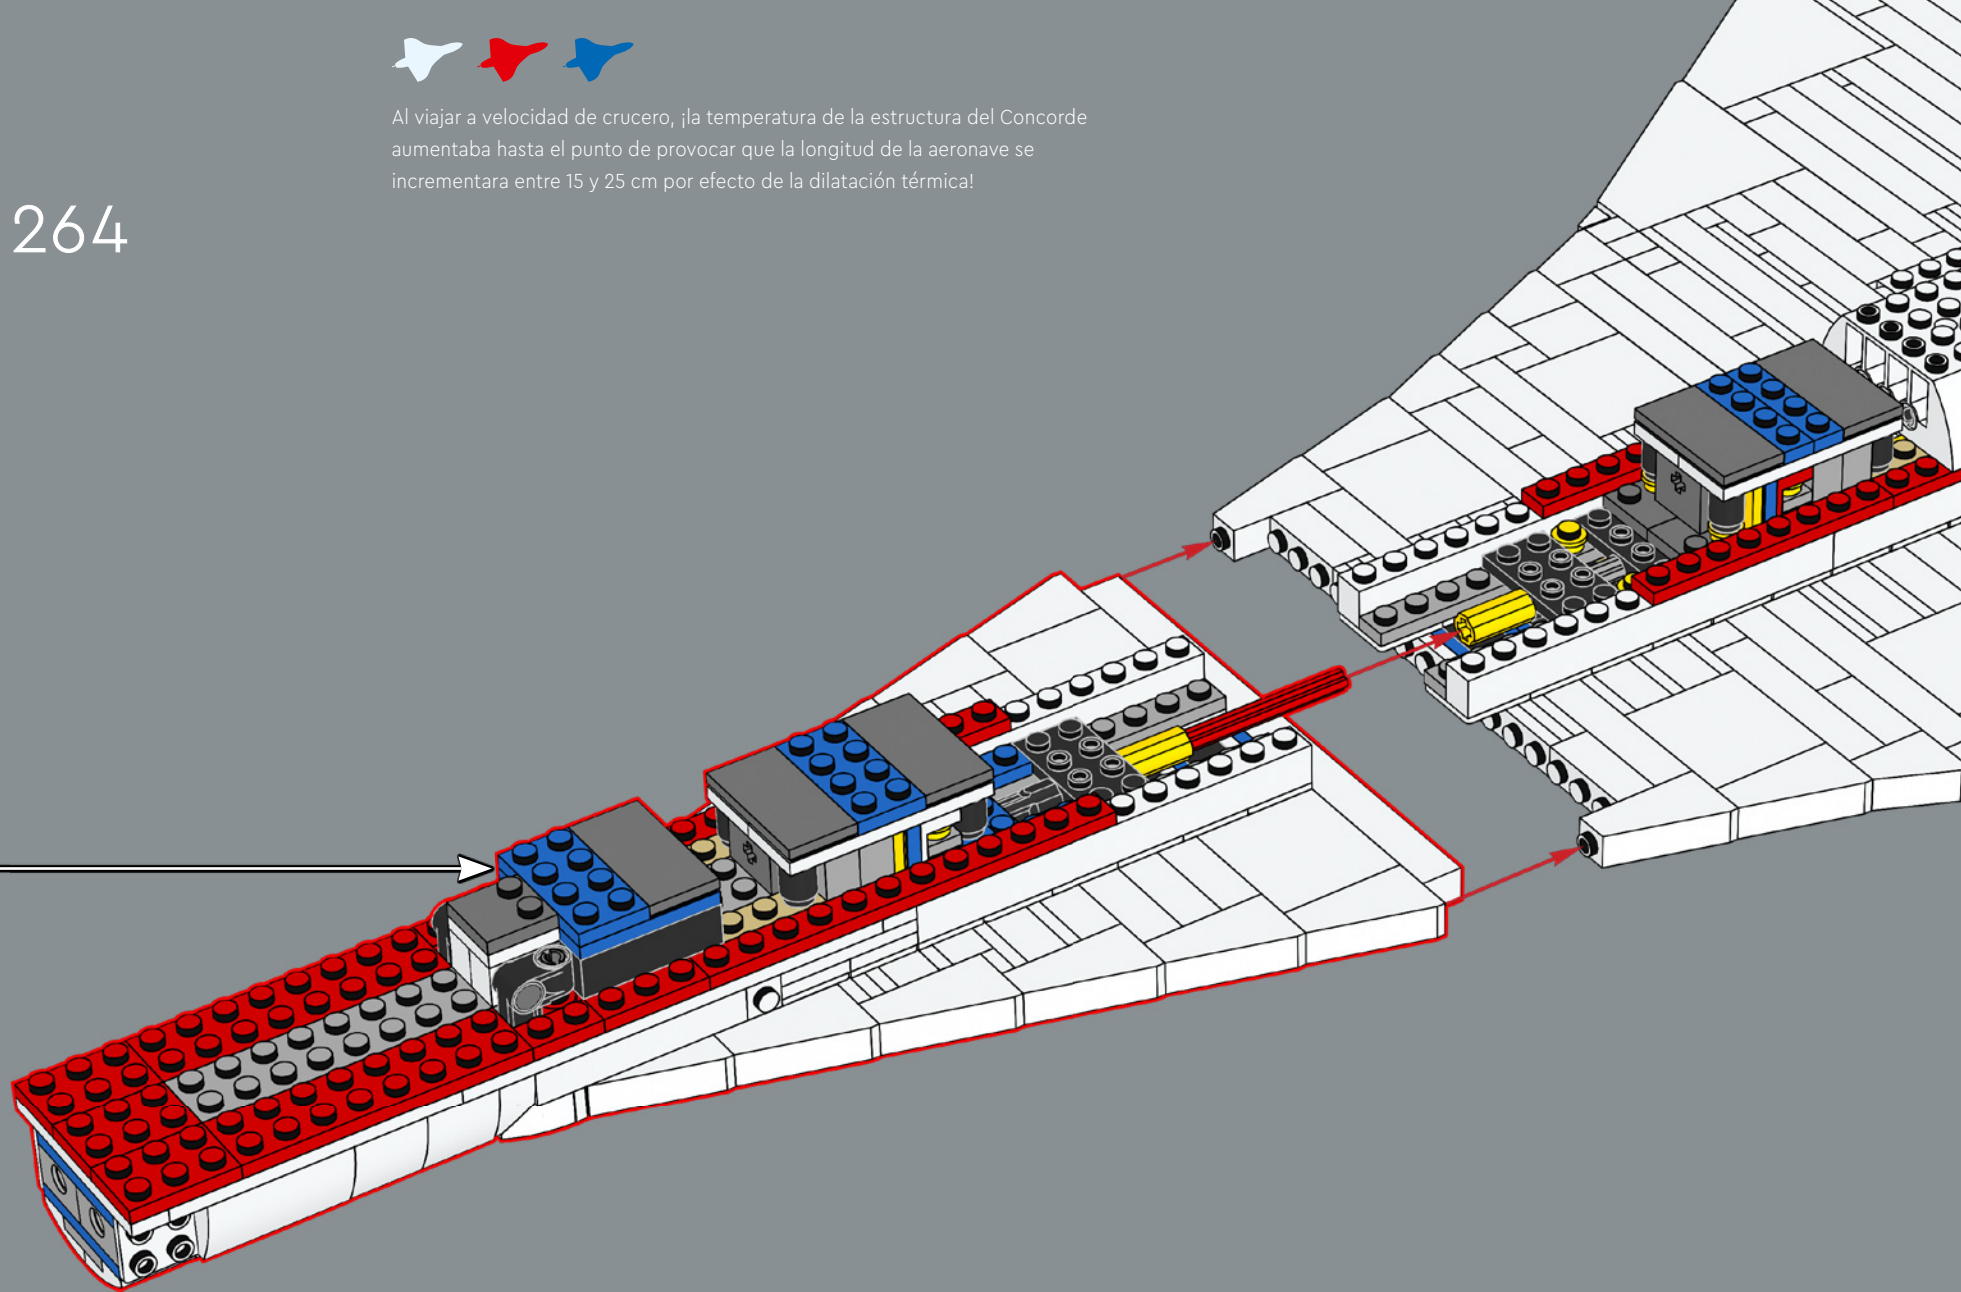 Al viajar a velocidad de crucero, ¡la temperatura de la estructura del Concorde
aumentaba hasta el punto de provocar que la longitud de la aeronave se
incrementara entre 15 y 25 cm por efecto de la dilatación térmica!
264